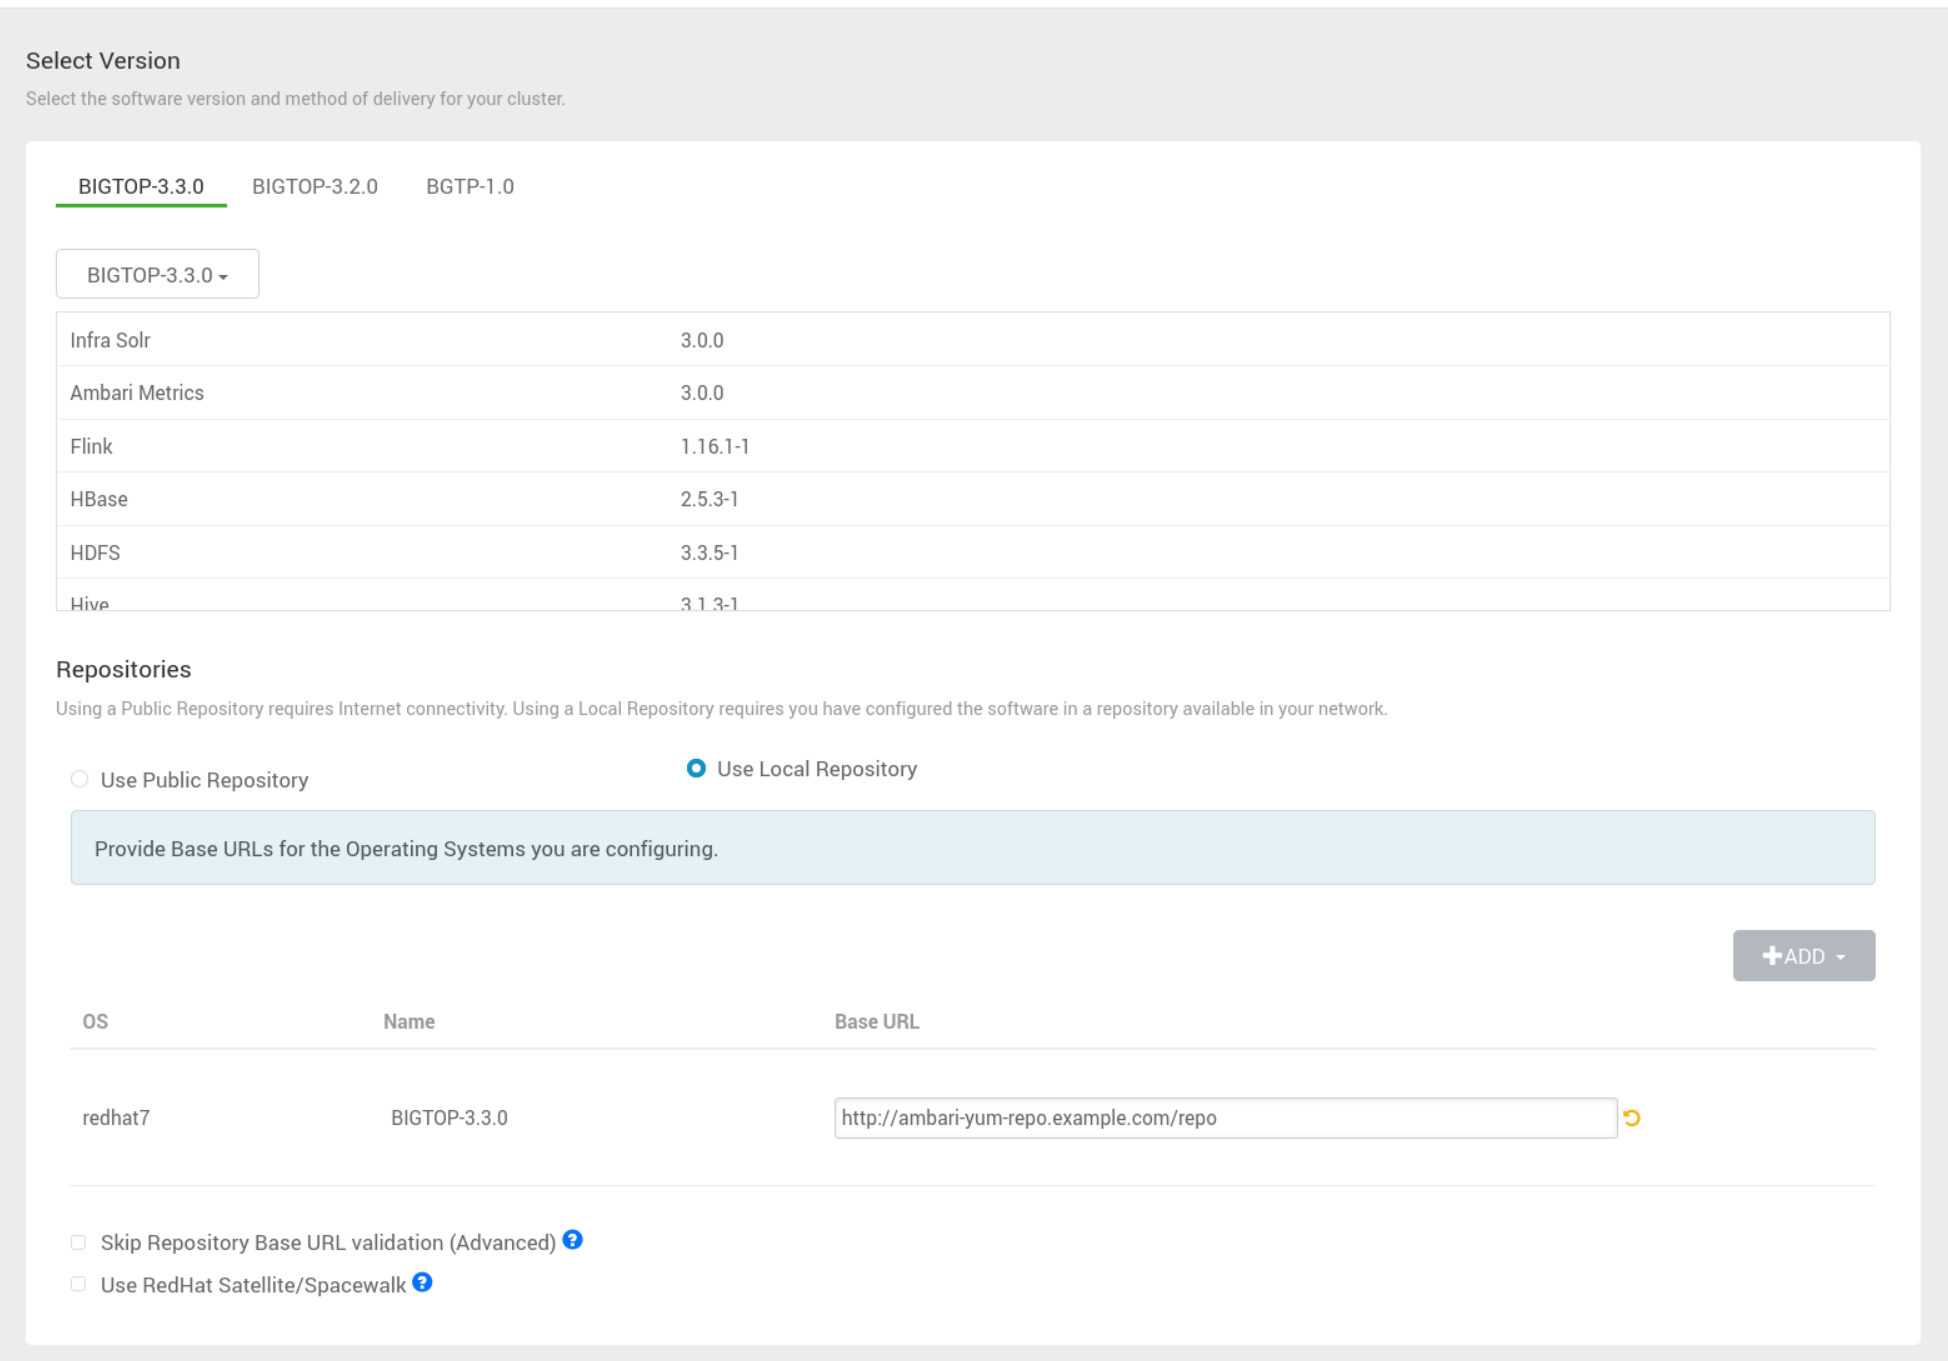 Select Version
Select the software version and method of delivery for your cluster.
BIGTOP-3.3.0 BIGTOP-3.2.0 BGTP-1.0
BIGTOP-3.3.0
Infra Solr 3.0.0
Ambari Metrics 3.0.0
Flink 1.16.1-1
HBase 2.5.3-1
HDFS 3.3.5-1
Hive 3.1.3-1
Repositories
Using a Public Repository requires Internet connectivity. Using a Local Repository requires you have configured the software in a repository available in your network.
Use Public Repository Use Local Repository
Provide Base URLs for the Operating Systems you are configuring.
ADD
OS Name Base URL
redhat7 BIGTOP-3.3.0 http://ambari-yum-repo.example.com/repo
Skip Repository Base URL validation (Advanced) ?
Use RedHat Satellite/Spacewalk ?